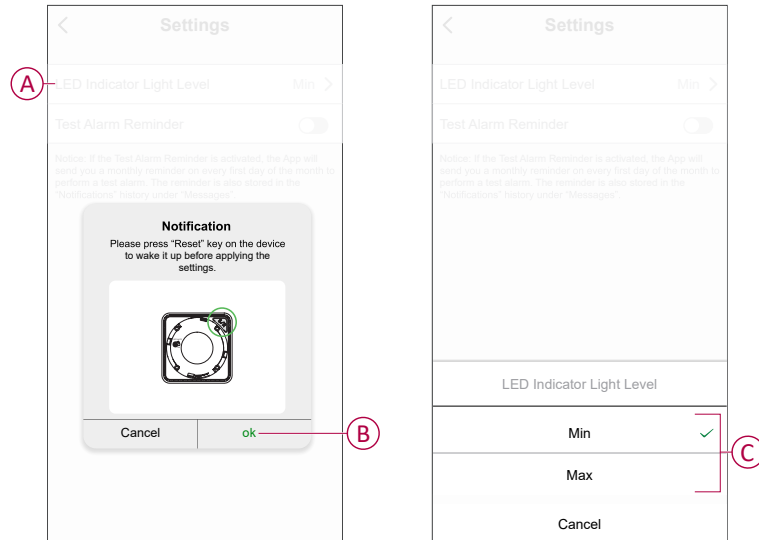 Settings
A
LED Indicator Light Level Min
Test Alarm Reminder
Notice: If the Test Alarm Reminder is activated, the App will
send you a monthly reminder on every first day of the month to
perform a test alarm. The reminder is also stored in the
"Notifications" history under "Messages".
Notification
Please press “Reset” key on the device
to wake it up before applying the
settings.
Cancel
ok
B
Settings
LED Indicator Light Level Min
Test Alarm Reminder
Notice: If the Test Alarm Reminder is activated, the App will
send you a monthly reminder on every first day of the month to
perform a test alarm. The reminder is also stored in the
"Notifications" history under "Messages".
LED Indicator Light Level
Min
Max
C
Cancel